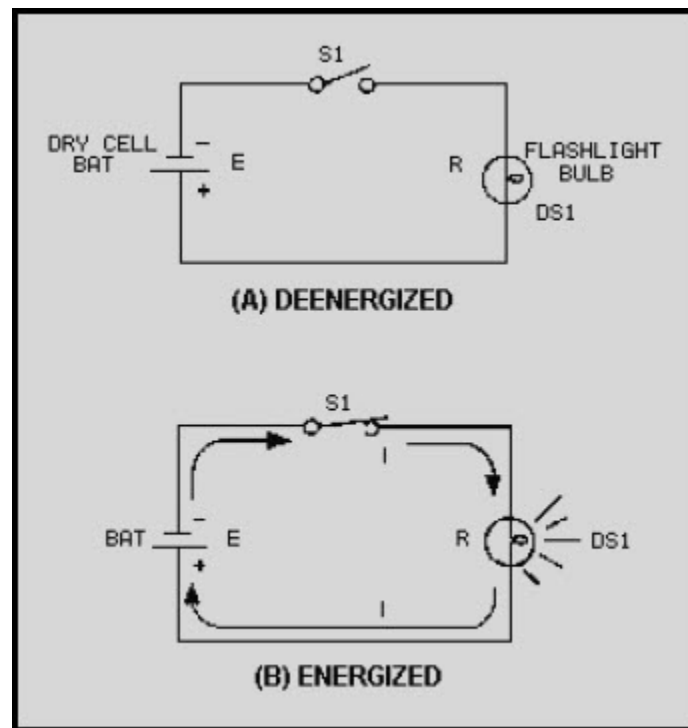 S1
DRY CELL
BAT
−
E
+
R
FLASHLIGHT
BULB
DS1
(A) DEENERGIZED
S1
I
BAT
−
E
+
R
DS1
I
(B) ENERGIZED